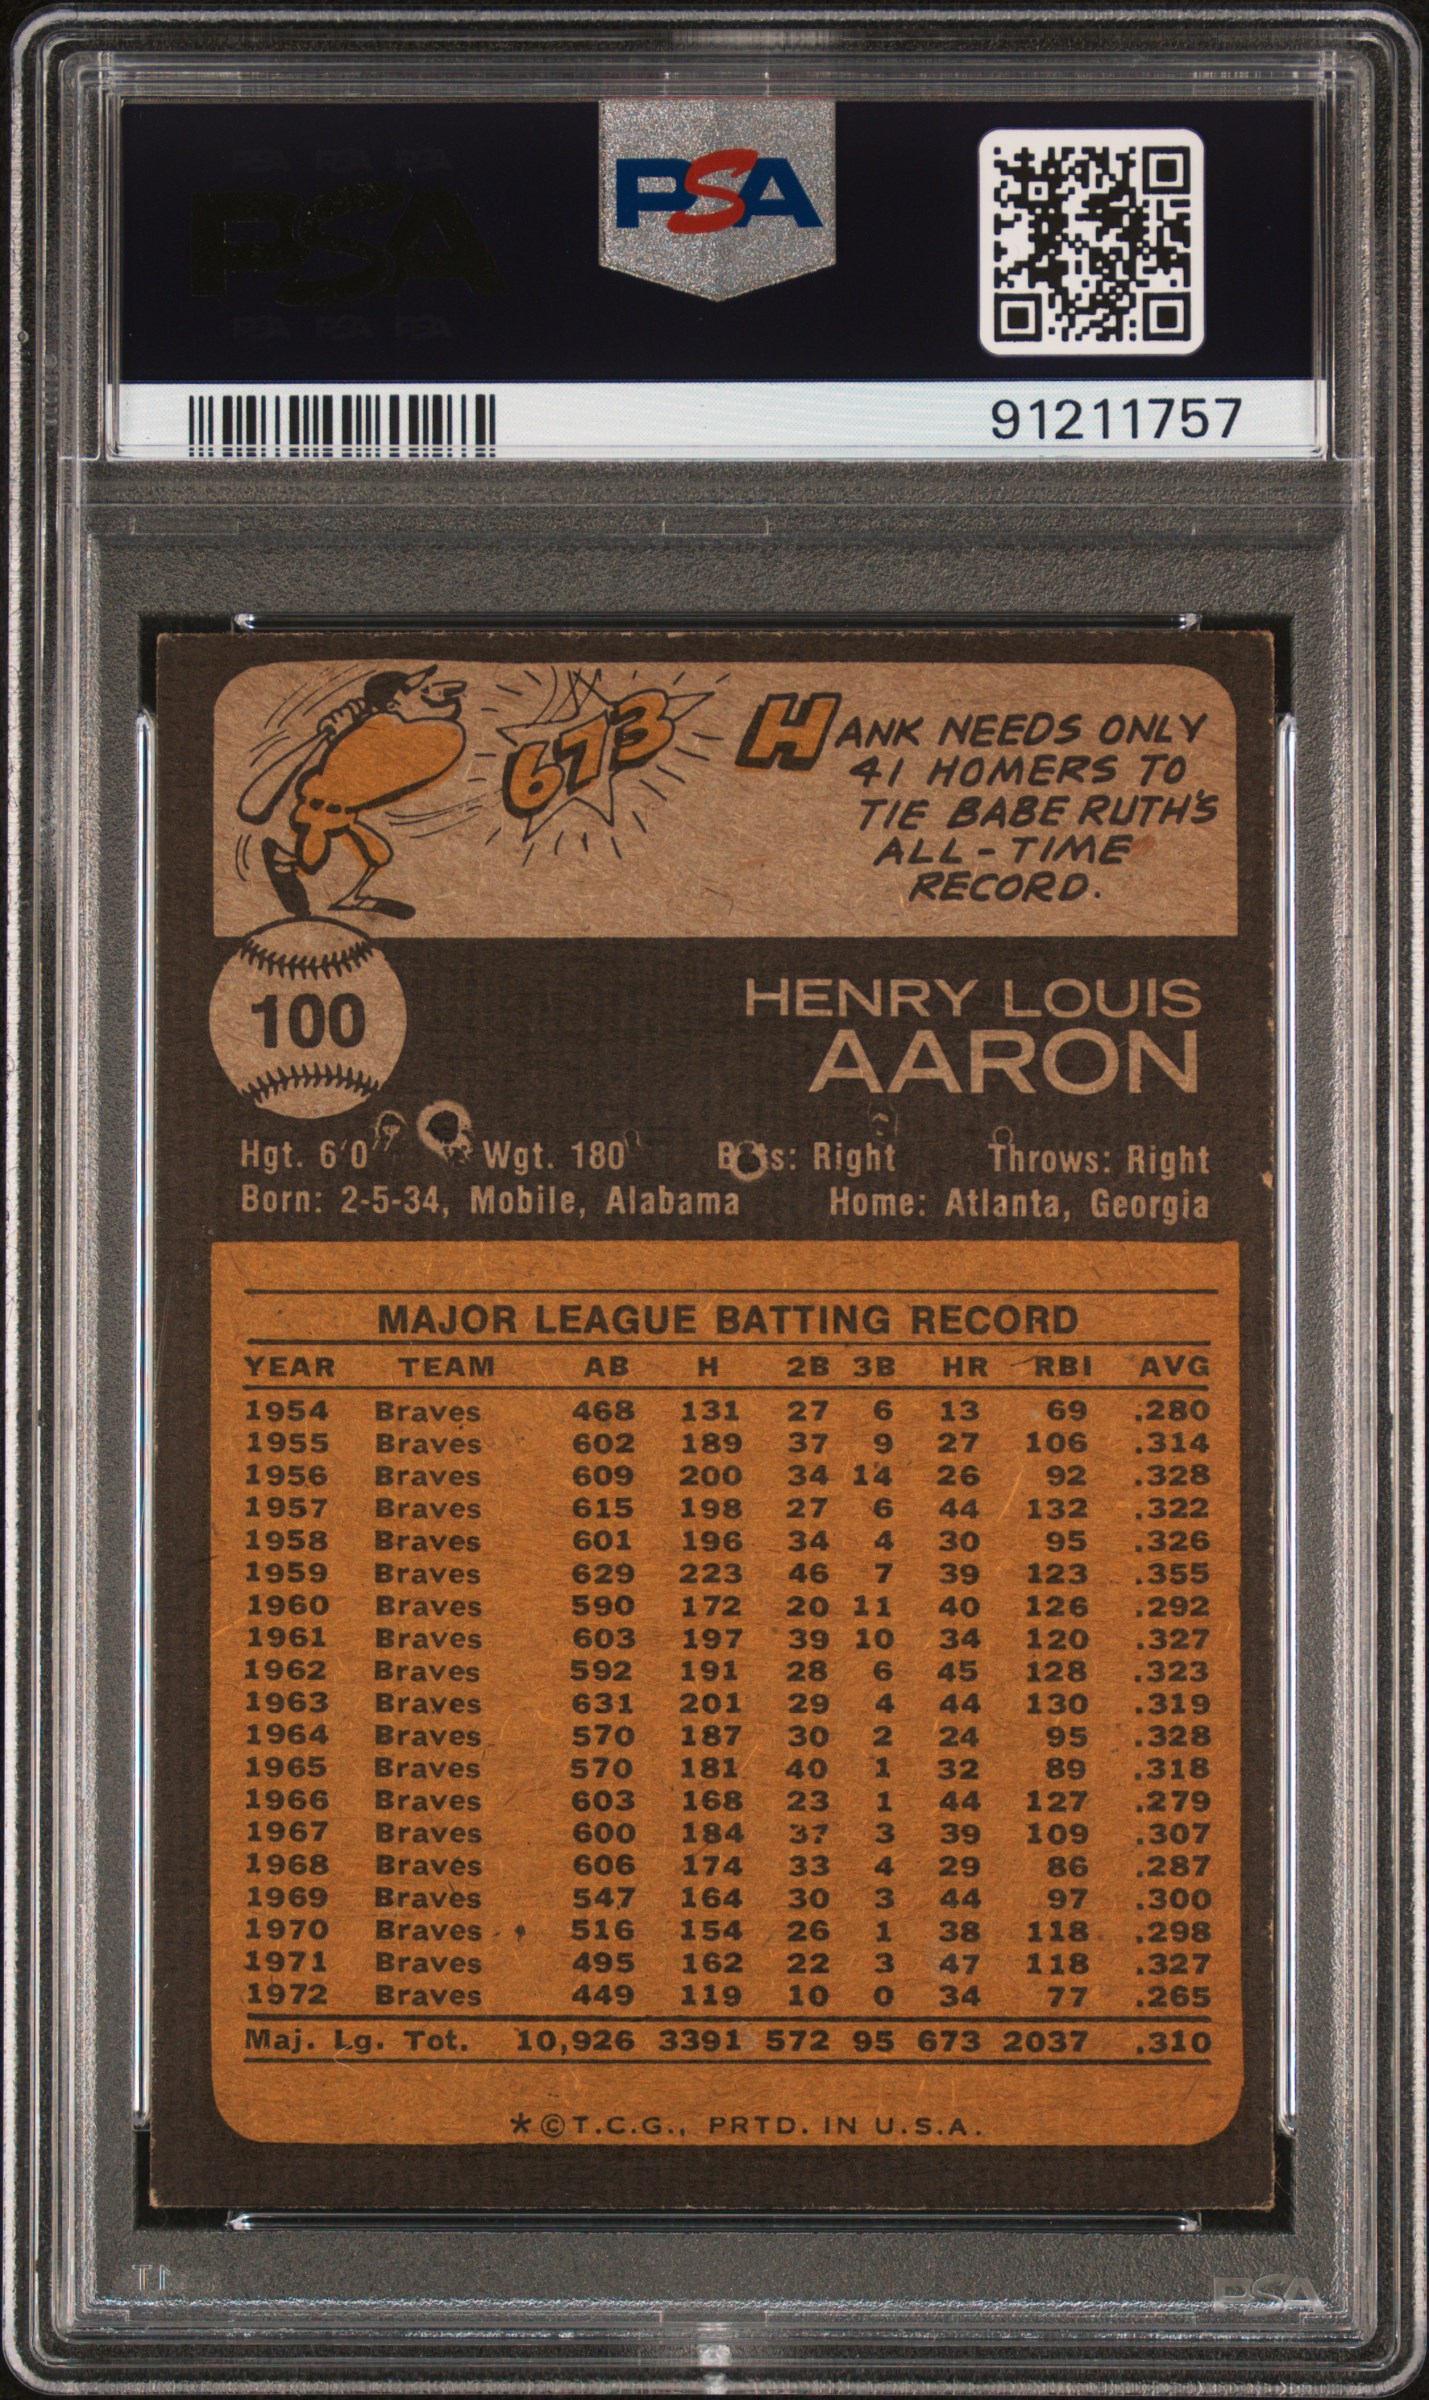 PSA
PSA
91211757
673
HANK NEEDS ONLY
41 HOMERS TO
TIE BABE RUTH'S
ALL-TIME
RECORD.
100
HENRY LOUIS
AARON
Hgt. 6'0 Wgt. 180 Bats: Right Throws: Right
Born: 2-5-34, Mobile, Alabama Home: Atlanta, Georgia
MAJOR LEAGUE BATTING RECORD
YEAR TEAM AB H 2B 3B HR RBI AVG
1954 Braves 468 131 27 6 13 69 .280
1955 Braves 602 189 37 9 27 106 .314
1956 Braves 609 200 34 14 26 92 .328
1957 Braves 615 198 27 6 44 132 .322
1958 Braves 601 196 34 4 30 95 .326
1959 Braves 629 223 46 7 39 123 .355
1960 Braves 590 172 20 11 40 126 .292
1961 Braves 603 197 39 10 34 120 .327
1962 Braves 592 191 28 6 45 128 .323
1963 Braves 631 201 29 4 44 130 .319
1964 Braves 570 187 30 2 24 95 .328
1965 Braves 570 181 40 1 32 89 .318
1966 Braves 603 168 23 1 44 127 .279
1967 Braves 600 184 37 3 39 109 .307
1968 Braves 606 174 33 4 29 86 .287
1969 Braves 547 164 30 3 44 97 .300
1970 Braves 516 154 26 1 38 118 .298
1971 Braves 495 162 22 3 47 118 .327
1972 Braves 449 119 10 0 34 77 .265
Maj. Lg. Tot. 10,926 3391 572 95 673 2037 .310
*©T.C.G., PRTD. IN U.S.A.
PSA